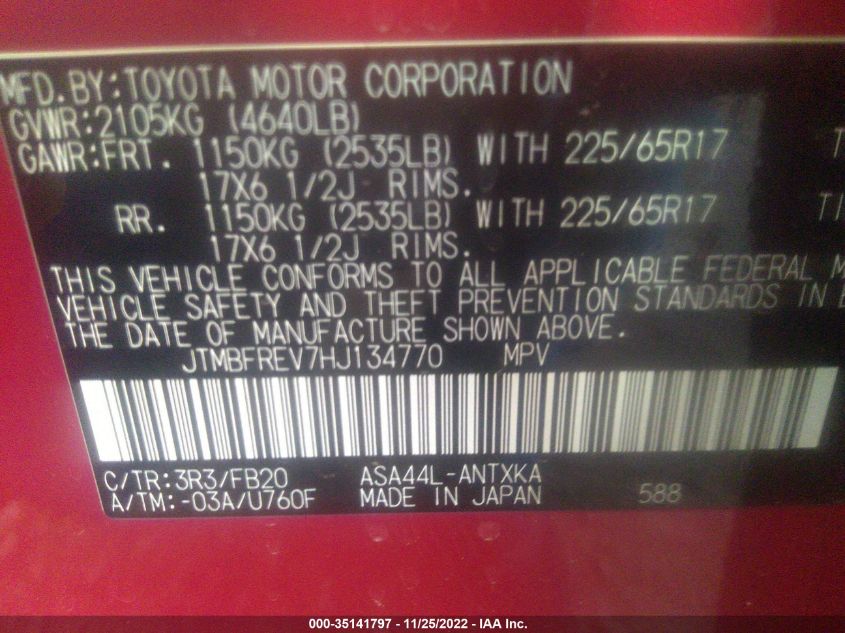 MFD.BY:TOYOTA MOTOR CORPORATION
GVWR:2105KG (4640LB)
GAWR:FRT. 1150KG (2535LB) WITH 225/65R17
17X6 1/2J RIMS.
RR. 1150KG (2535LB) WITH 225/65R17
17X6 1/2J RIMS.
THIS VEHICLE CONFORMS TO ALL APPLICABLE FEDERAL M
VEHICLE SAFETY AND THEFT PREVENTION STANDARDS IN
THE DATE OF MANUFACTURE SHOWN ABOVE.
JTMBFREV7HJ134770 MPV
C/TR:3R3/FB20 ASA44L-ANTXKA
A/TM:-03A/U760F MADE IN JAPAN 588
000-35141797 - 11/25/2022 - IAA Inc.